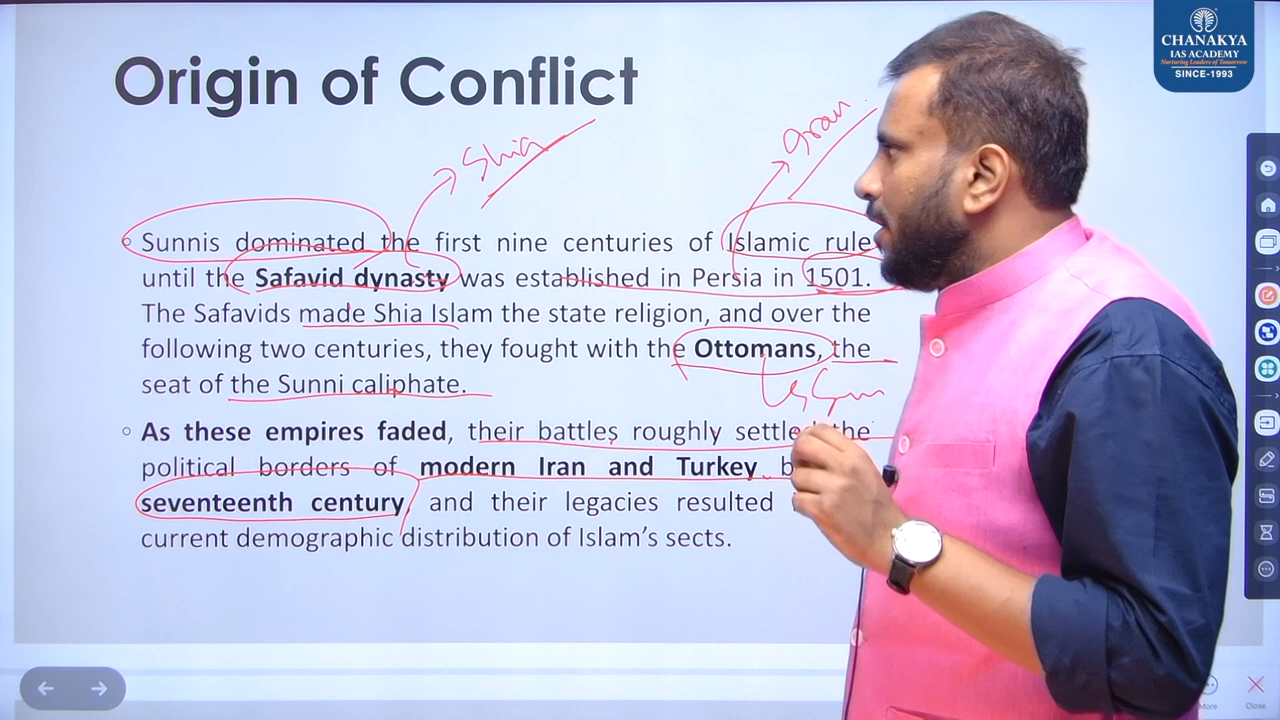 CHANAKYA
IAS ACADEMY
Nurturing Leaders of Tomorrow
SINCE-1993
Origin of Conflict
Shia
Iran
Sunnis dominated the first nine centuries of Islamic rule
until the Safavid dynasty was established in Persia in 1501.
The Safavids made Shia Islam the state religion, and over the
following two centuries, they fought with the Ottomans, the
seat of the Sunni caliphate.
As these empires faded, their battles roughly settled the
political borders of modern Iran and Turkey
seventeenth century, and their legacies resulted
current demographic distribution of Islam's sects.
More
Close